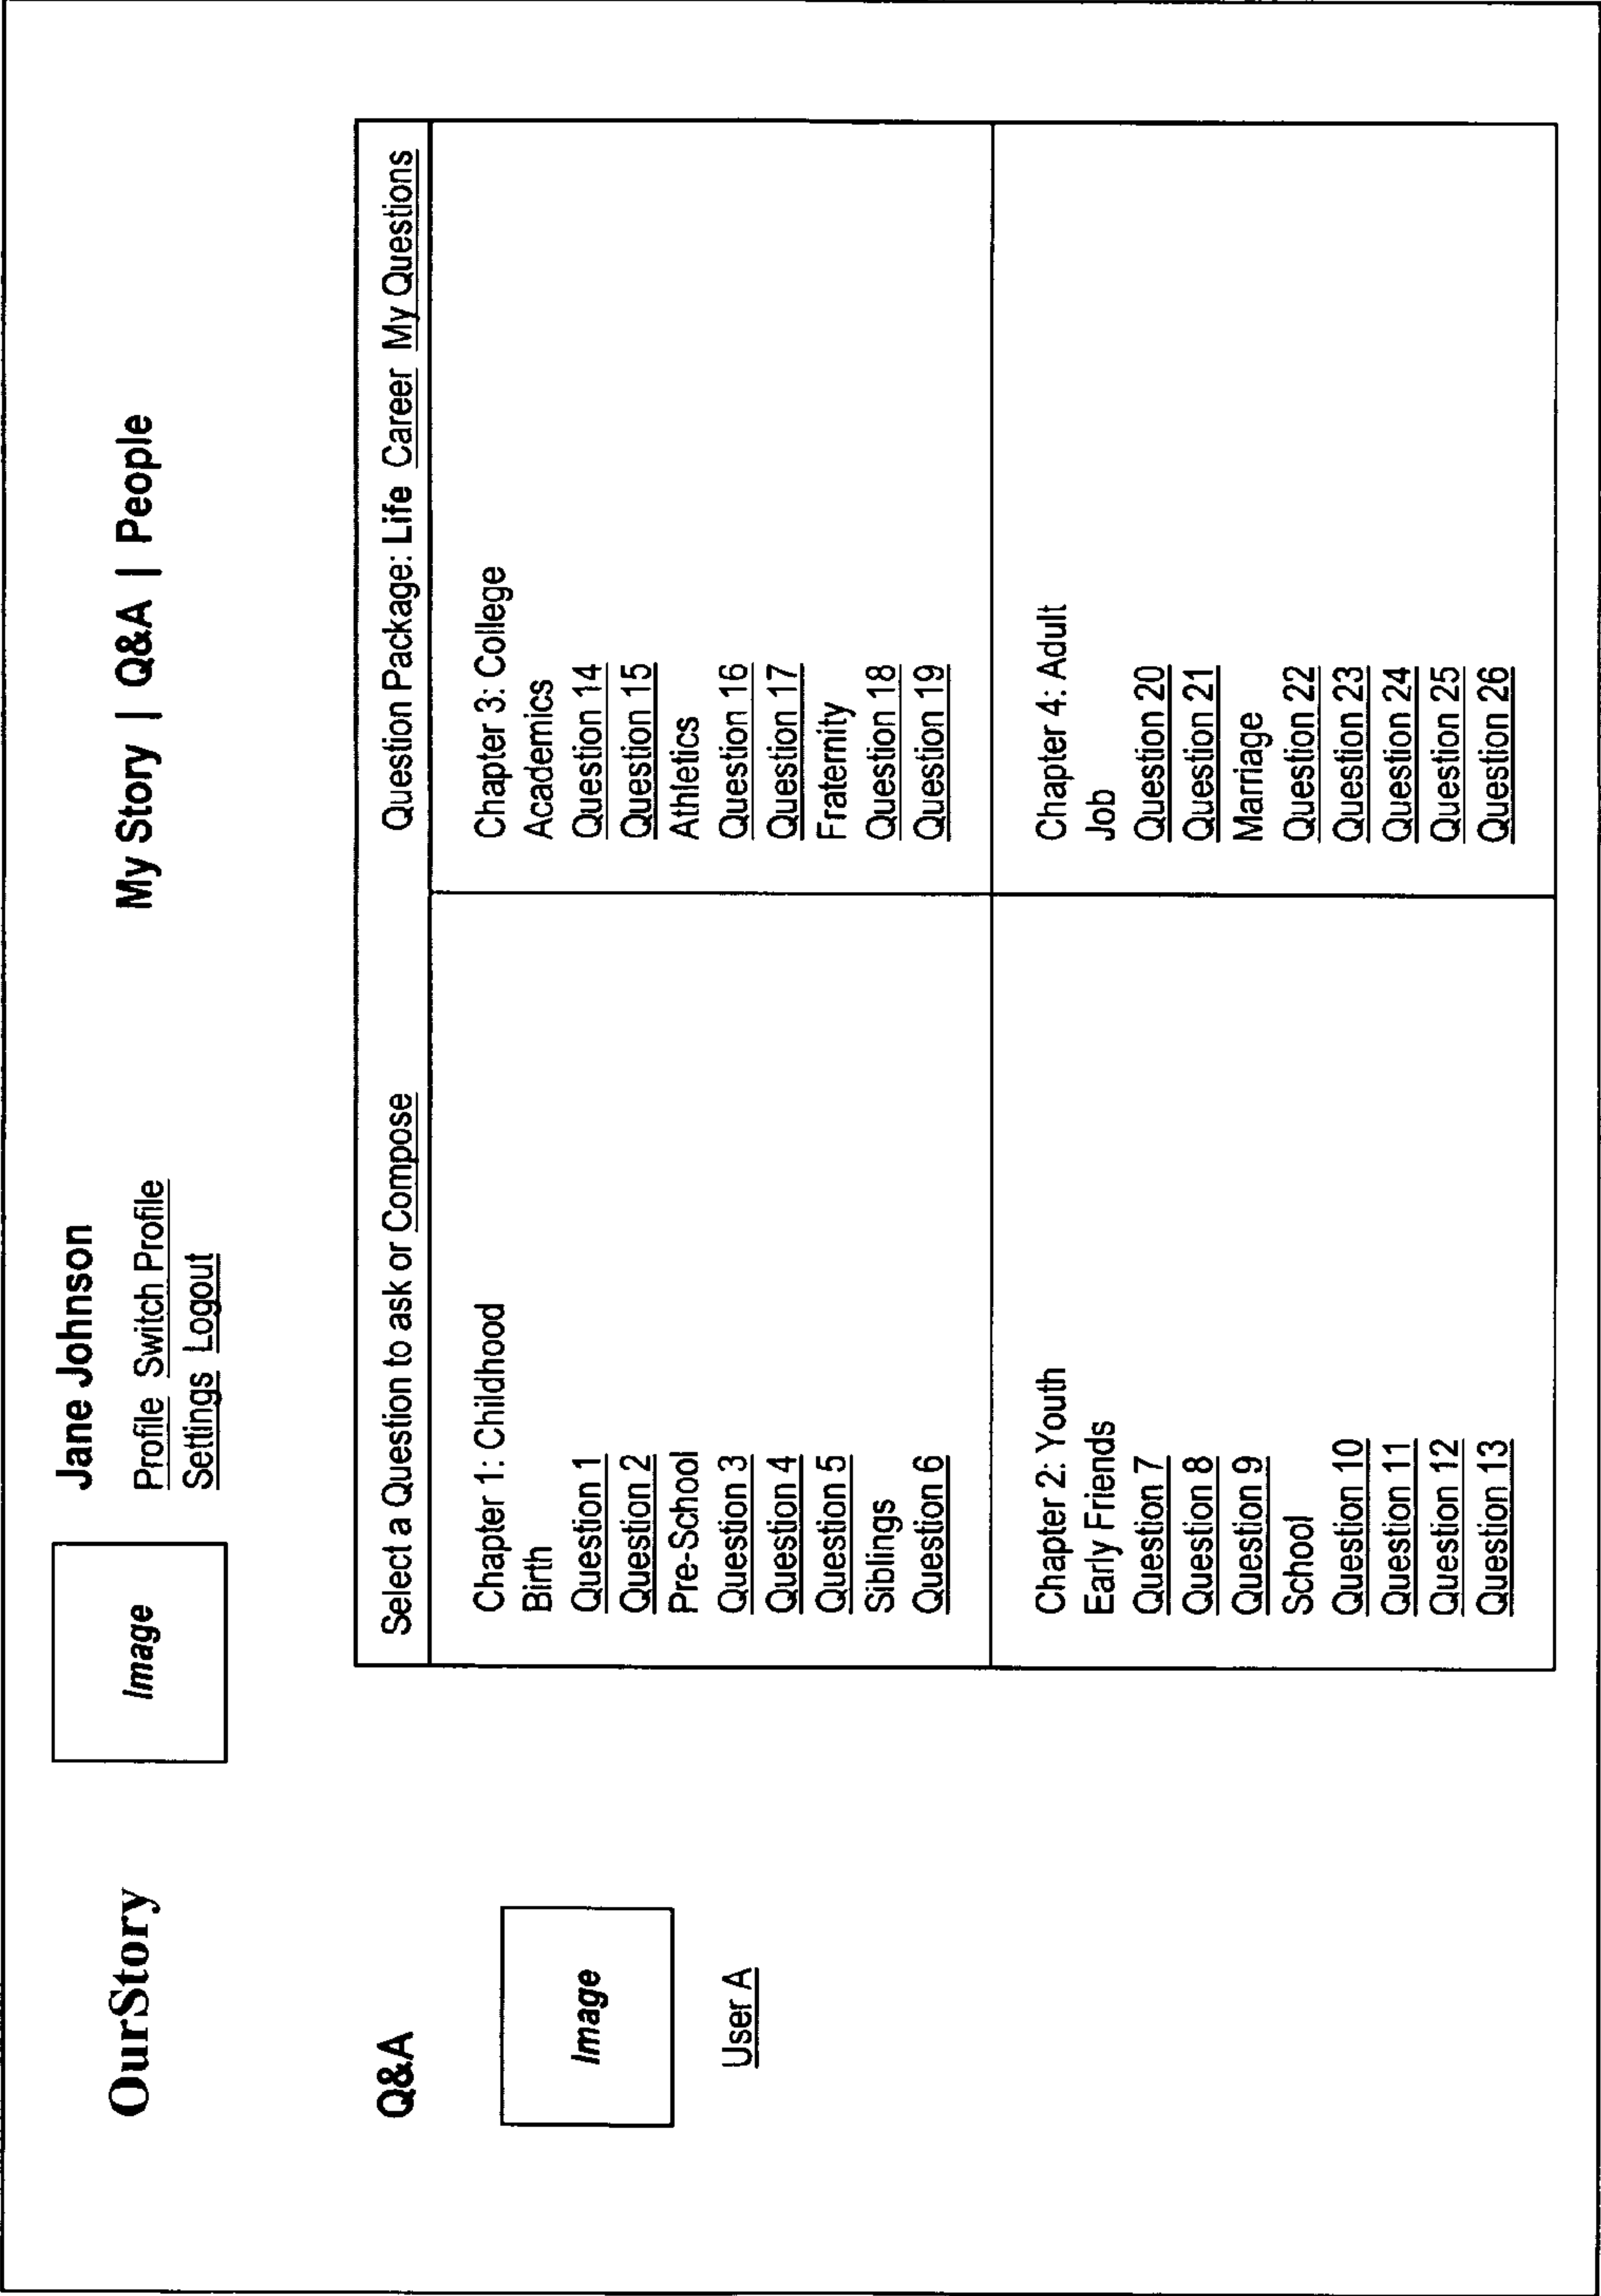 OurStory
Image
Jane Johnson
Profile Switch Profile
Settings Logout
My Story | Q&A | People
Q&A
Image
User A
Select a Question to ask or Compose
Question Package: Life Career My Questions
Chapter 1: Childhood
Birth
Question 1
Question 2
Pre-School
Question 3
Question 4
Question 5
Siblings
Question 6
Chapter 3: College
Academics
Question 14
Question 15
Athletics
Question 16
Question 17
Fraternity
Question 18
Question 19
Chapter 2: Youth
Early Friends
Question 7
Question 8
Question 9
School
Question 10
Question 11
Question 12
Question 13
Chapter 4: Adult
Job
Question 20
Question 21
Marriage
Question 22
Question 23
Question 24
Question 25
Question 26